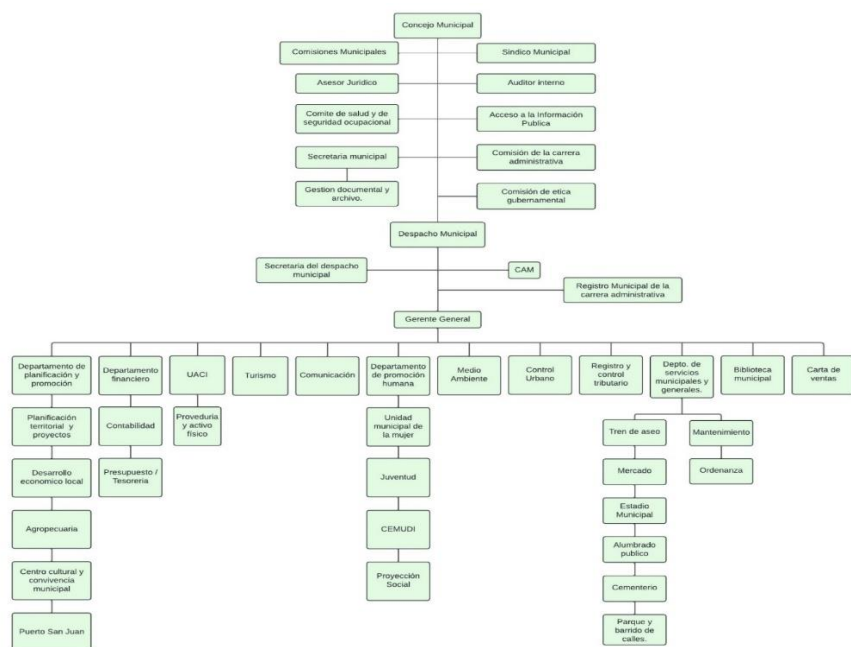 Concejo Municipal
Comisiones Municipales
Sindico Municipal
Asesor Jurídico
Auditor interno
Comite de salud y de
seguridad ocupacional
Acceso a la Información
Publica
Secretaria municipal
Comisión de la carrera
administrativa
Gestion documental y
archivo.
Comisión de etica
gubernamental
Despacho Municipal
Secretaria del despacho
municipal
CAM
Registro Municipal de la
carrera administrativa
Gerente General
Departamento de
planificación y
promoción
Departamento
financiero
UACI
Turismo
Comunicación
Departamento
de promoción
humana
Medio
Ambiente
Control
Urbano
Registro y
control
tributario
Depto. de
servicios
municipales y
generales.
Biblioteca
municipal
Carta de
ventas
Planificación
territorial y
proyectos
Contabilidad
Proveduria
y activo
físico
Unidad
municipal de
la mujer
Tren de aseo
Mantenimiento
Desarrollo
economico local
Presupuesto /
Tesoreria
Juventud
Mercado
Ordenanza
Agropecuaria
CEMUDI
Estadio
Municipal
Centro cultural y
convivencia
municipal
Proyección
Social
Alumbrado
publico
Puerto San Juan
Cementerio
Parque y
barrido de
calles.